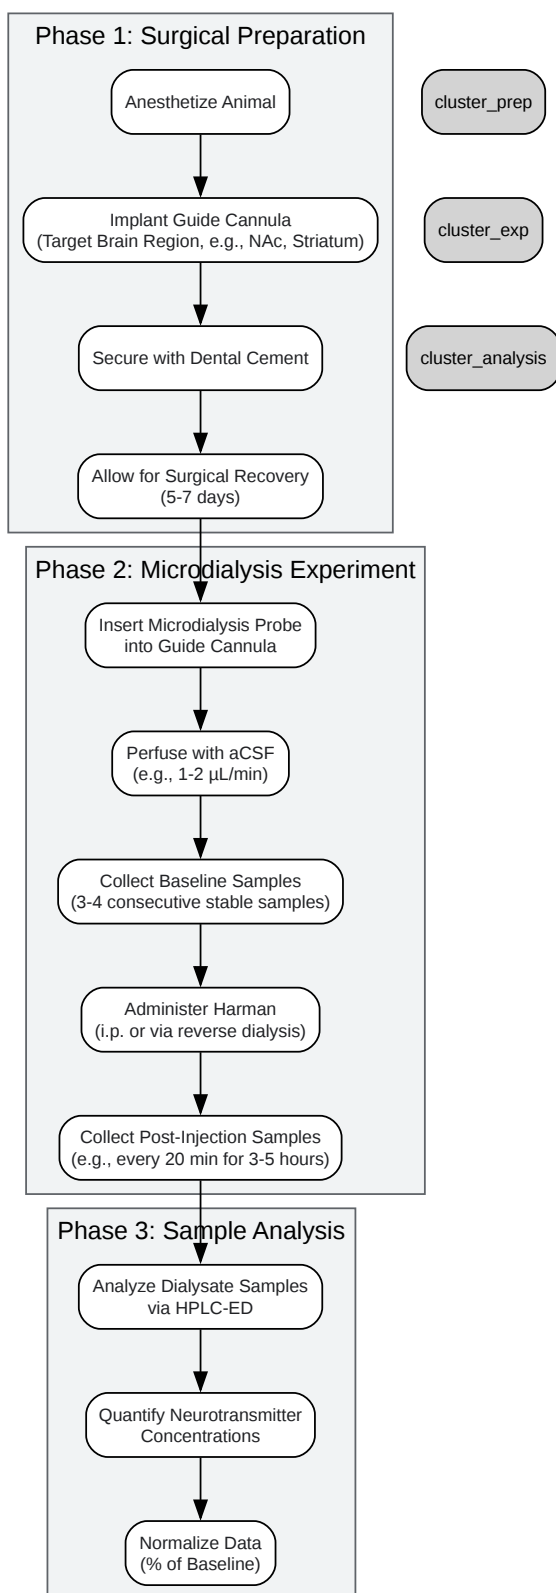 Phase 1: Surgical Preparation
Anesthetize Animal
cluster_prep
Implant Guide Cannula
(Target Brain Region, e.g., NAc, Striatum)
cluster_exp
Secure with Dental Cement
cluster_analysis
Allow for Surgical Recovery
(5-7 days)
Phase 2: Microdialysis Experiment
Insert Microdialysis Probe
into Guide Cannula
Perfuse with aCSF
(e.g., 1-2 µL/min)
Collect Baseline Samples
(3-4 consecutive stable samples)
Administer Harman
(i.p. or via reverse dialysis)
Collect Post-Injection Samples
(e.g., every 20 min for 3-5 hours)
Phase 3: Sample Analysis
Analyze Dialysate Samples
via HPLC-ED
Quantify Neurotransmitter
Concentrations
Normalize Data
(% of Baseline)